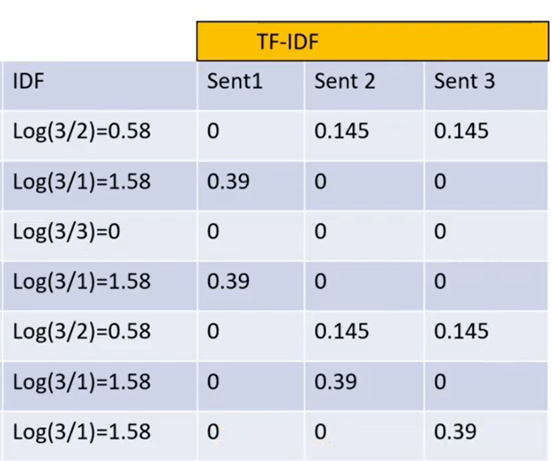 TF-IDF
IDF Sent1 Sent 2 Sent 3
Log(3/2)=0.58 0 0.145 0.145
Log(3/1)=1.58 0.39 0 0
Log(3/3)=0 0 0 0
Log(3/1)=1.58 0.39 0 0
Log(3/2)=0.58 0 0.145 0.145
Log(3/1)=1.58 0 0.39 0
Log(3/1)=1.58 0 0 0.39